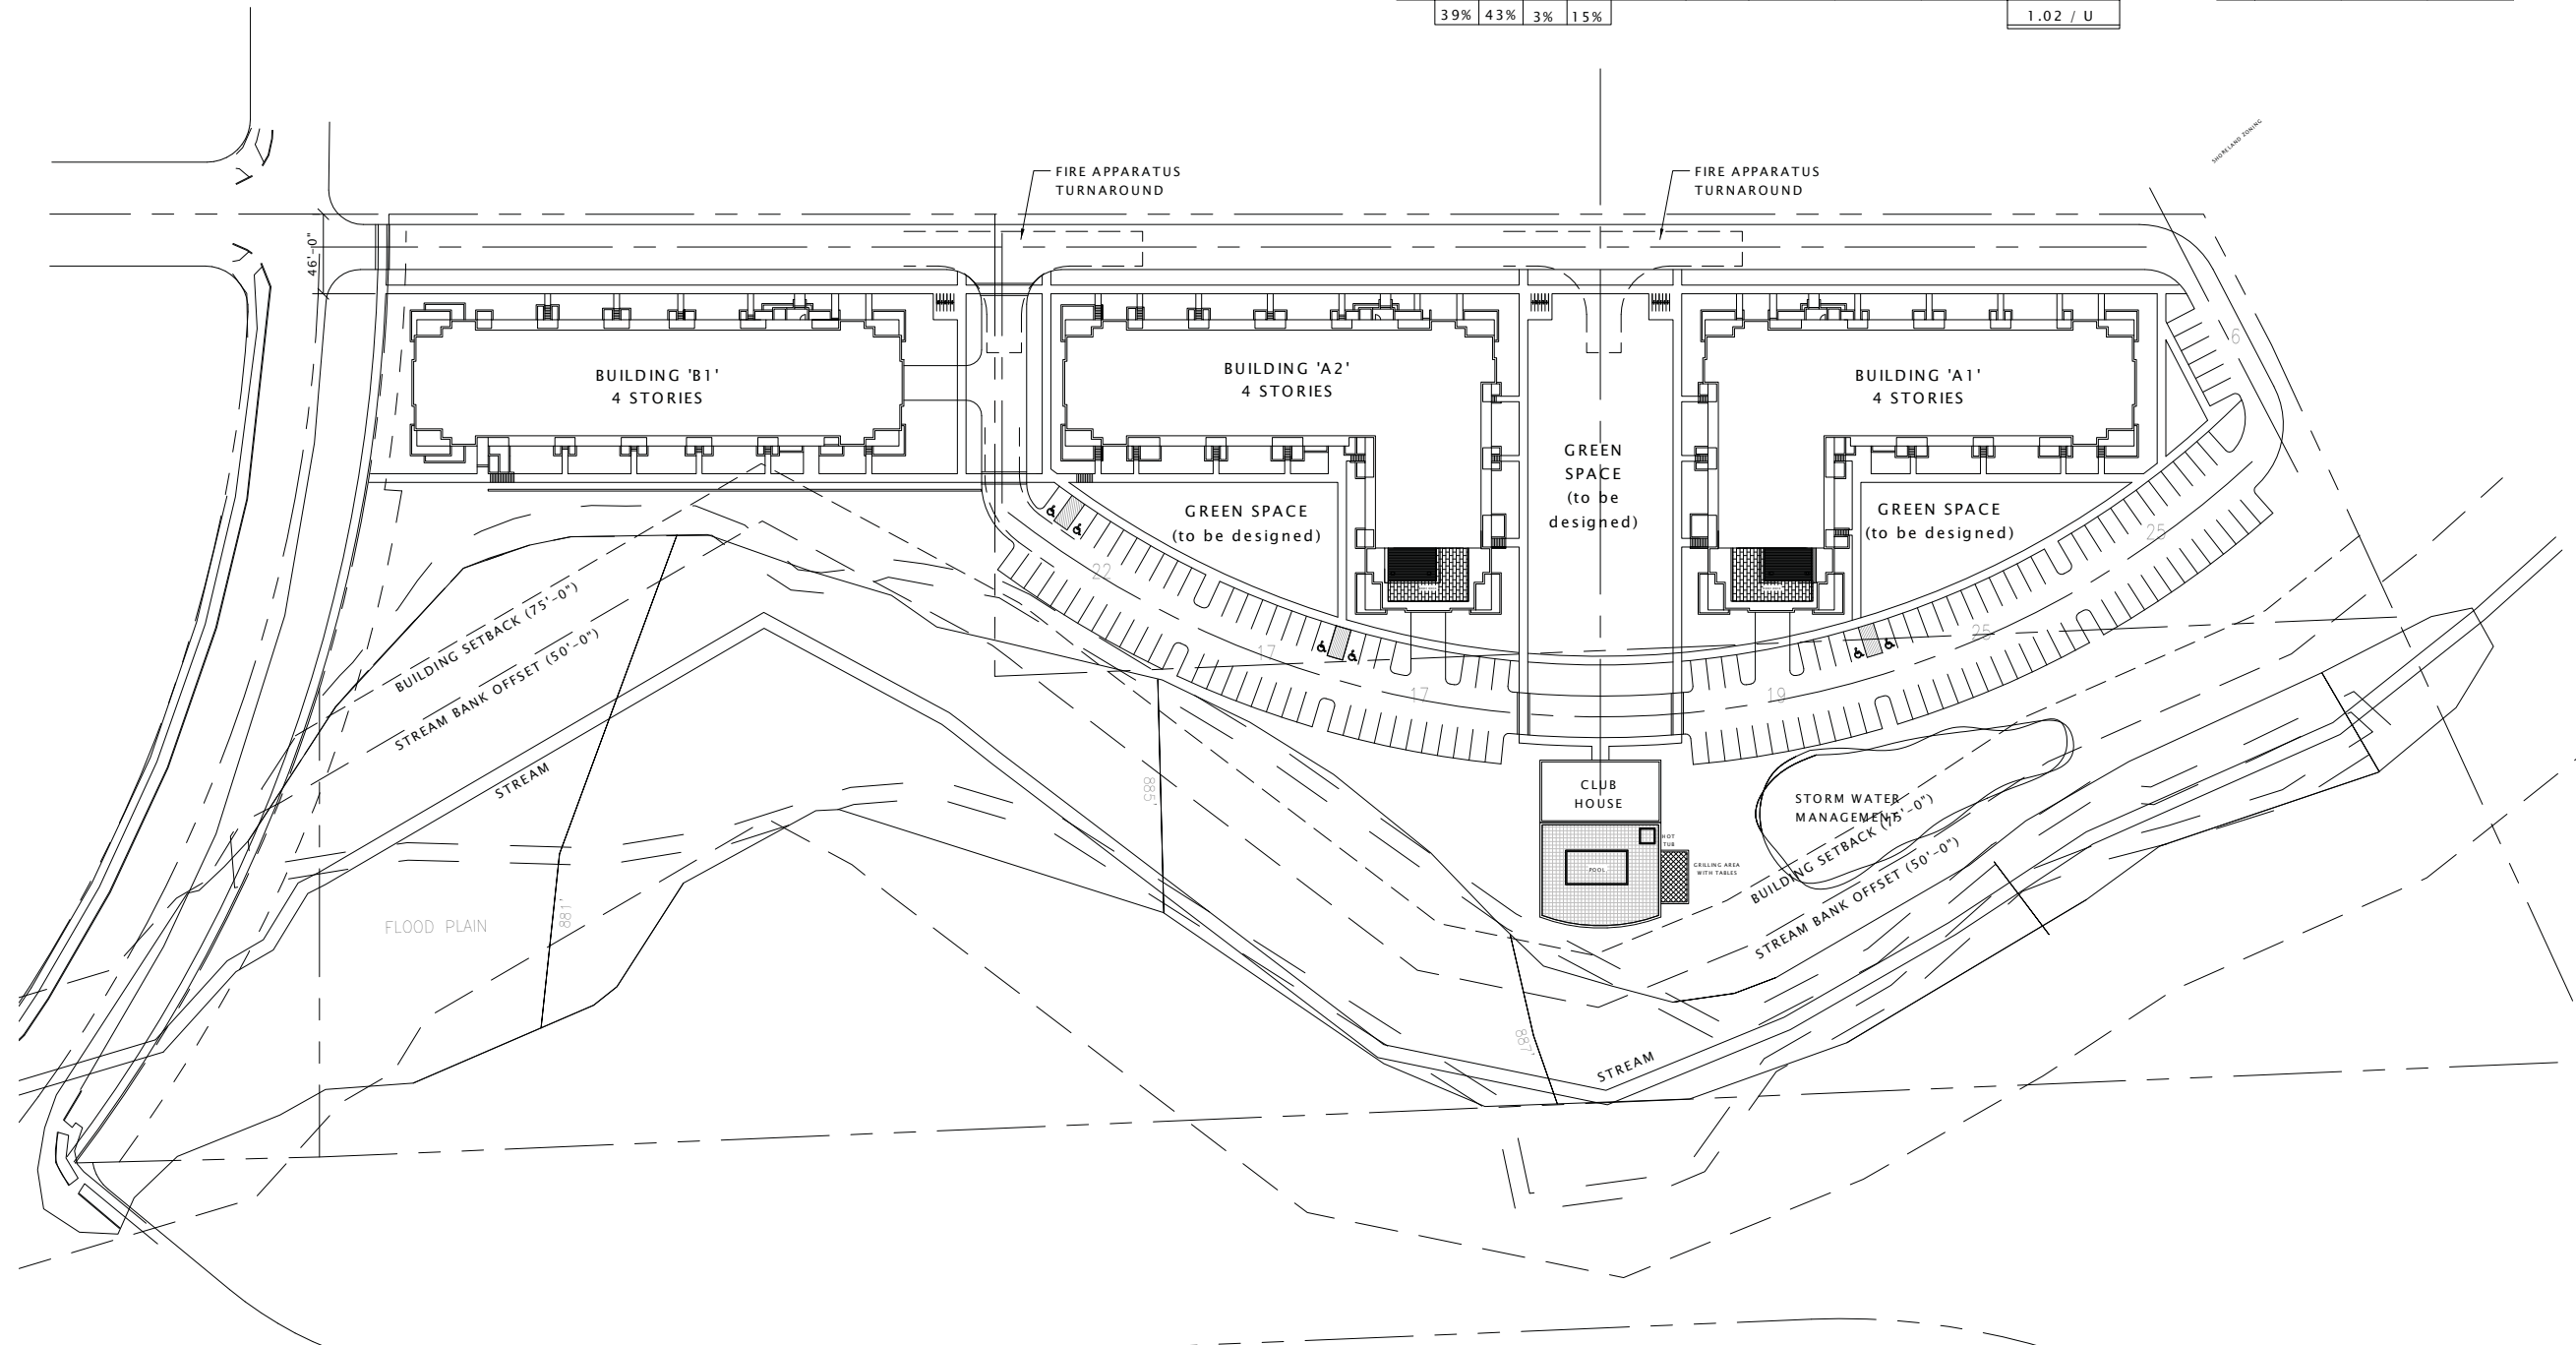 39% 43% 3% 15%
1.02 / U
SHORELAND ZONING
FIRE APPARATUS
TURNAROUND
FIRE APPARATUS
TURNAROUND
46'-0"
BUILDING 'B1'
4 STORIES
BUILDING 'A2'
4 STORIES
BUILDING 'A1'
4 STORIES
6
GREEN
SPACE
(to be
designed)
GREEN SPACE
(to be designed)
GREEN SPACE
(to be designed)
22
17
17
19
25
25
BUILDING SETBACK (75'-0")
STREAM BANK OFFSET (50'-0")
STREAM
885'
CLUB
HOUSE
STORM WATER
MANAGEMENT
HOT
TUB
POOL
GRILLING AREA
WITH TABLES
BUILDING SETBACK (75'-0")
STREAM BANK OFFSET (50'-0")
FLOOD PLAIN
881'
887'
STREAM